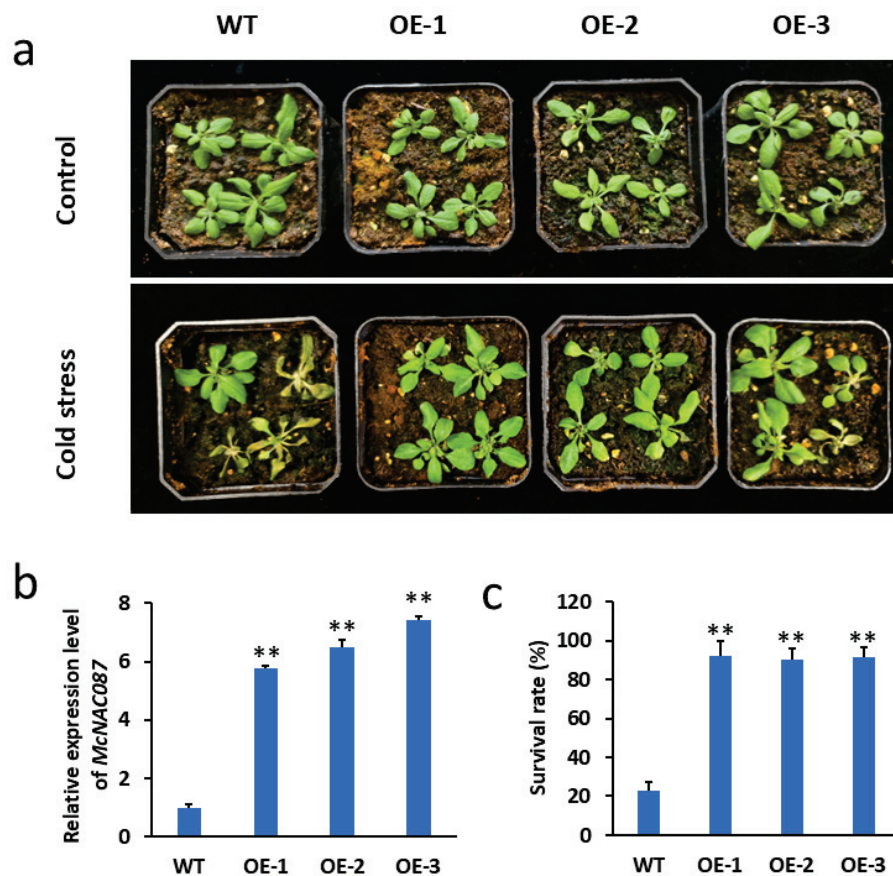 WT OE-1 OE-2 OE-3
a
Control
Cold stress
b
Relative expression level
of McNAC087
8
6
4
2
0
**
**
**
WT OE-1 OE-2 OE-3
c
Survival rate (%)
120
100
80
60
40
20
0
** ** **
WT OE-1 OE-2 OE-3